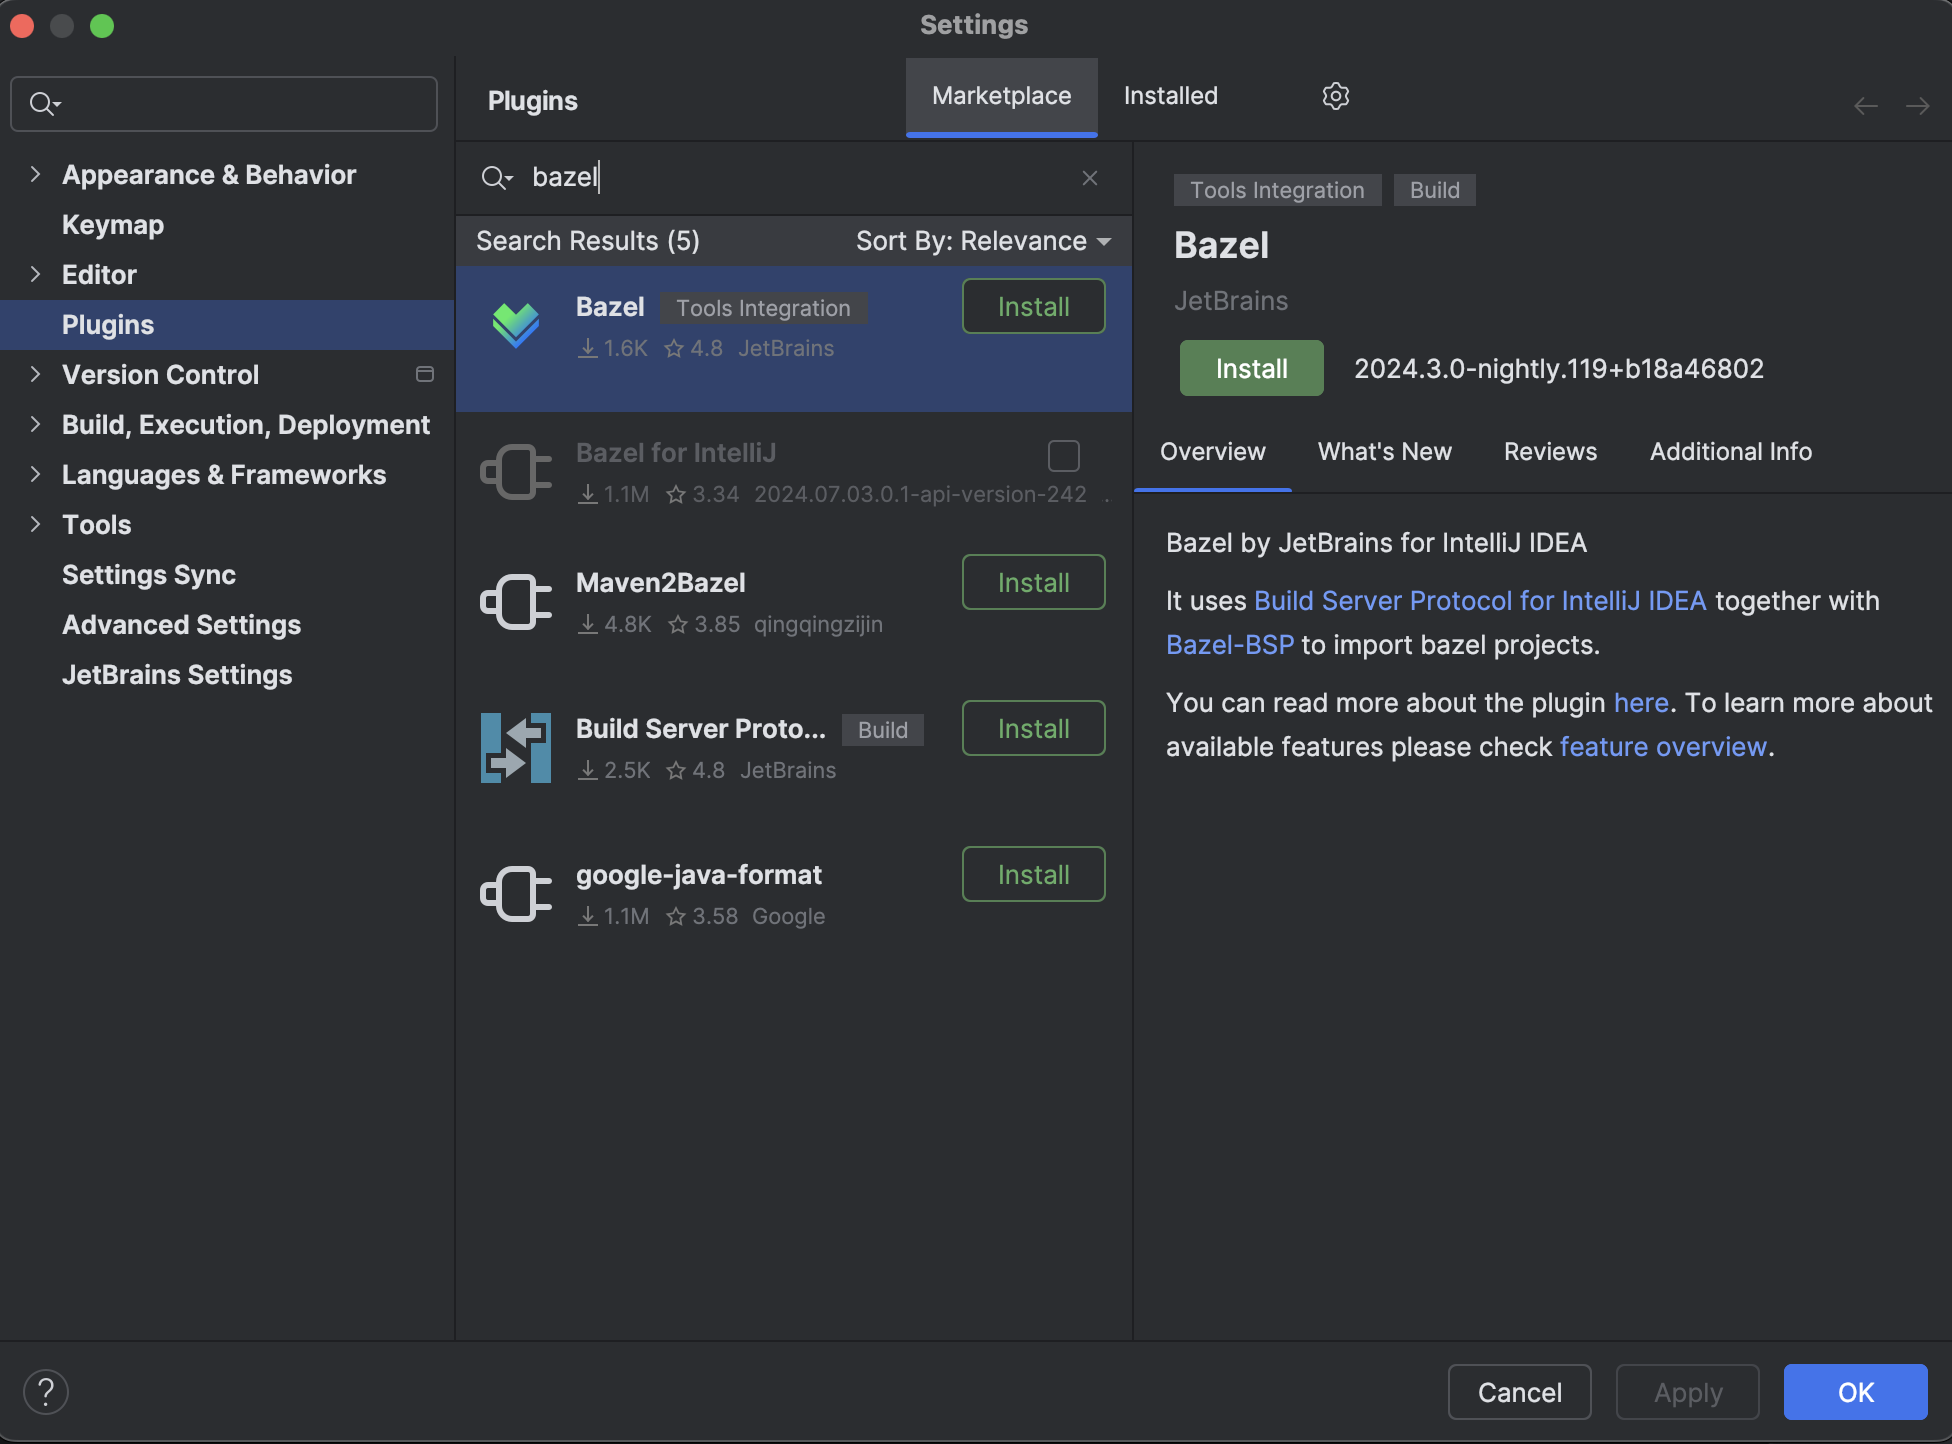 Settings
Plugins
Marketplace
Installed
Appearance & Behavior
Keymap
Editor
Plugins
Version Control
Build, Execution, Deployment
Languages & Frameworks
Tools
Settings Sync
Advanced Settings
JetBrains Settings
bazel
Search Results (5)
Sort By: Relevance
Bazel
Tools Integration
Install
1.6K 4.8 JetBrains
Bazel for IntelliJ
1.1M 3.34 2024.07.03.0.1-api-version-242 .
Maven2Bazel
Install
4.8K 3.85 qingqingzijin
Build Server Proto...
Build
Install
2.5K 4.8 JetBrains
google-java-format
Install
1.1M 3.58 Google
Tools Integration
Build
Bazel
JetBrains
Install
2024.3.0-nightly.119+b18a46802
Overview
What's New
Reviews
Additional Info
Bazel by JetBrains for IntelliJ IDEA
It uses Build Server Protocol for IntelliJ IDEA together with
Bazel-BSP to import bazel projects.
You can read more about the plugin here. To learn more about
available features please check feature overview.
?
Cancel
Apply
OK